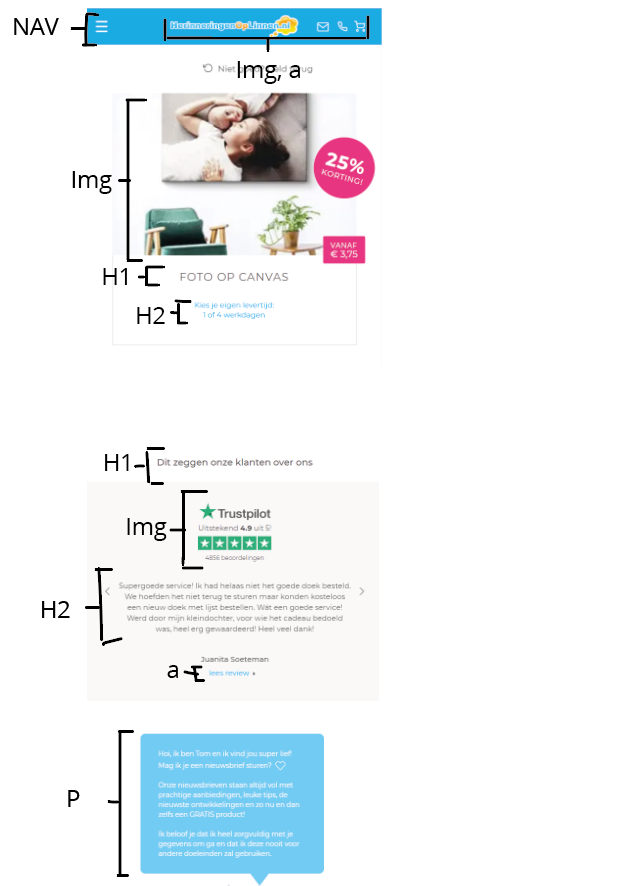 NAV
HerinneringenOpLinnen.nl
Img, a
Niet goed geld terug
Img
25%
KORTING!
VANAF
€ 3,75
H1
FOTO OP CANVAS
H2
Kies je eigen levertijd:
1 of 4 werkdagen
H1
Dit zeggen onze klanten over ons
Img
Trustpilot
Uitstekend 4.9 uit 5!
4856 beoordelingen
H2
Supergoede service! Ik had helaas niet het goede doek besteld.
We hoefden het niet terug te sturen maar konden kosteloos
een nieuw doek met lijst bestellen. Wát een goede service!
Werd door mijn kleindochter, voor wie het cadeau bedoeld
was, heel erg gewaardeerd! Heel veel dank!
Juanita Soeteman
a
lees review
P
Hoi, ik ben Tom en ik vind jou super lief!
Mag ik je een nieuwsbrief sturen?
Onze nieuwsbrieven staan altijd vol met
prachtige aanbiedingen, leuke tips, de
nieuwste ontwikkelingen en zo nu en dan
zelfs een GRATIS product!
Ik beloof je dat ik heel zorgvuldig met je
gegevens om ga en dat ik deze nooit voor
andere doeleinden zal gebruiken.